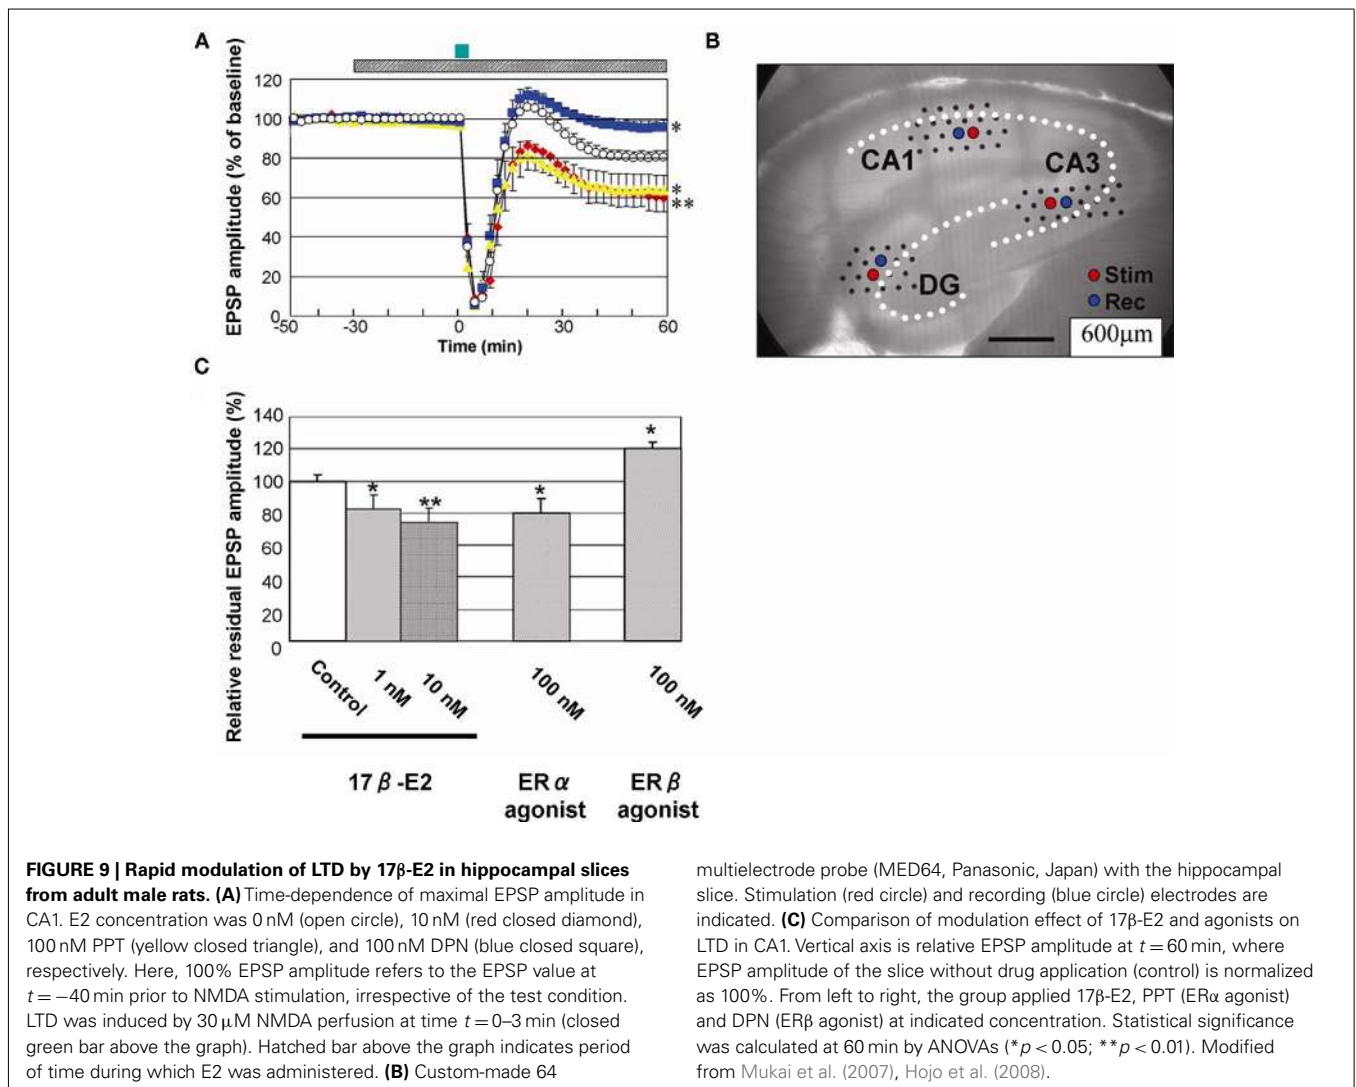 A
EPSP amplitude (% of baseline)
120
100
80
60
40
20
0
-50
-30
0
30
60
Time (min)
*
*
**
B
CA1
CA3
DG
Stim
Rec
600μm
C
Relative residual EPSP amplitude (%)
140
120
100
80
60
40
20
0
*
**
*
*
Control
1 nM
10 nM
100 nM
100 nM
17 β -E2
ER α
agonist
ER β
agonist
FIGURE 9 | Rapid modulation of LTD by 17β-E2 in hippocampal slices
from adult male rats. (A) Time-dependence of maximal EPSP amplitude in
CA1. E2 concentration was 0 nM (open circle), 10 nM (red closed diamond),
100 nM PPT (yellow closed triangle), and 100 nM DPN (blue closed square),
respectively. Here, 100% EPSP amplitude refers to the EPSP value at
t = −40 min prior to NMDA stimulation, irrespective of the test condition.
LTD was induced by 30 μM NMDA perfusion at time t = 0–3 min (closed
green bar above the graph). Hatched bar above the graph indicates period
of time during which E2 was administered. (B) Custom-made 64
multielectrode probe (MED64, Panasonic, Japan) with the hippocampal
slice. Stimulation (red circle) and recording (blue circle) electrodes are
indicated. (C) Comparison of modulation effect of 17β-E2 and agonists on
LTD in CA1. Vertical axis is relative EPSP amplitude at t = 60 min, where
EPSP amplitude of the slice without drug application (control) is normalized
as 100%. From left to right, the group applied 17β-E2, PPT (ERα agonist)
and DPN (ERβ agonist) at indicated concentration. Statistical significance
was calculated at 60 min by ANOVAs (*p < 0.05; **p < 0.01). Modified
from Mukai et al. (2007), Hojo et al. (2008).